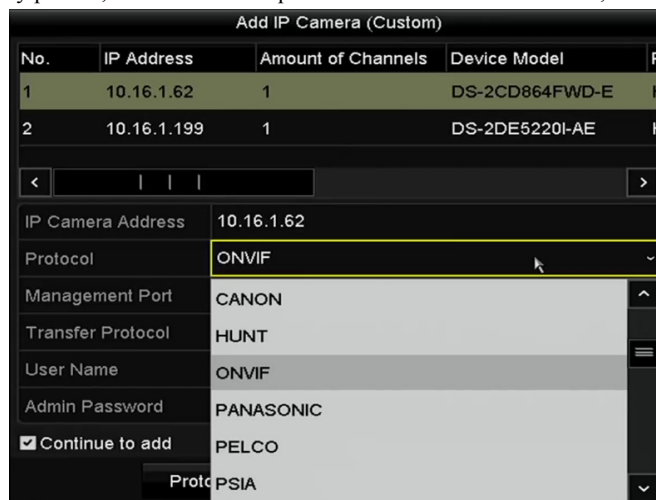 Add IP Camera (Custom)
No. IP Address Amount of Channels Device Model
1 10.16.1.62 1 DS-2CD864FWD-E
2 10.16.1.199 1 DS-2DE5220I-AE
IP Camera Address 10.16.1.62
Protocol ONVIF
Management Port CANON
Transfer Protocol HUNT
User Name ONVIF
Admin Password PANASONIC
Continue to add PELCO
PSIA